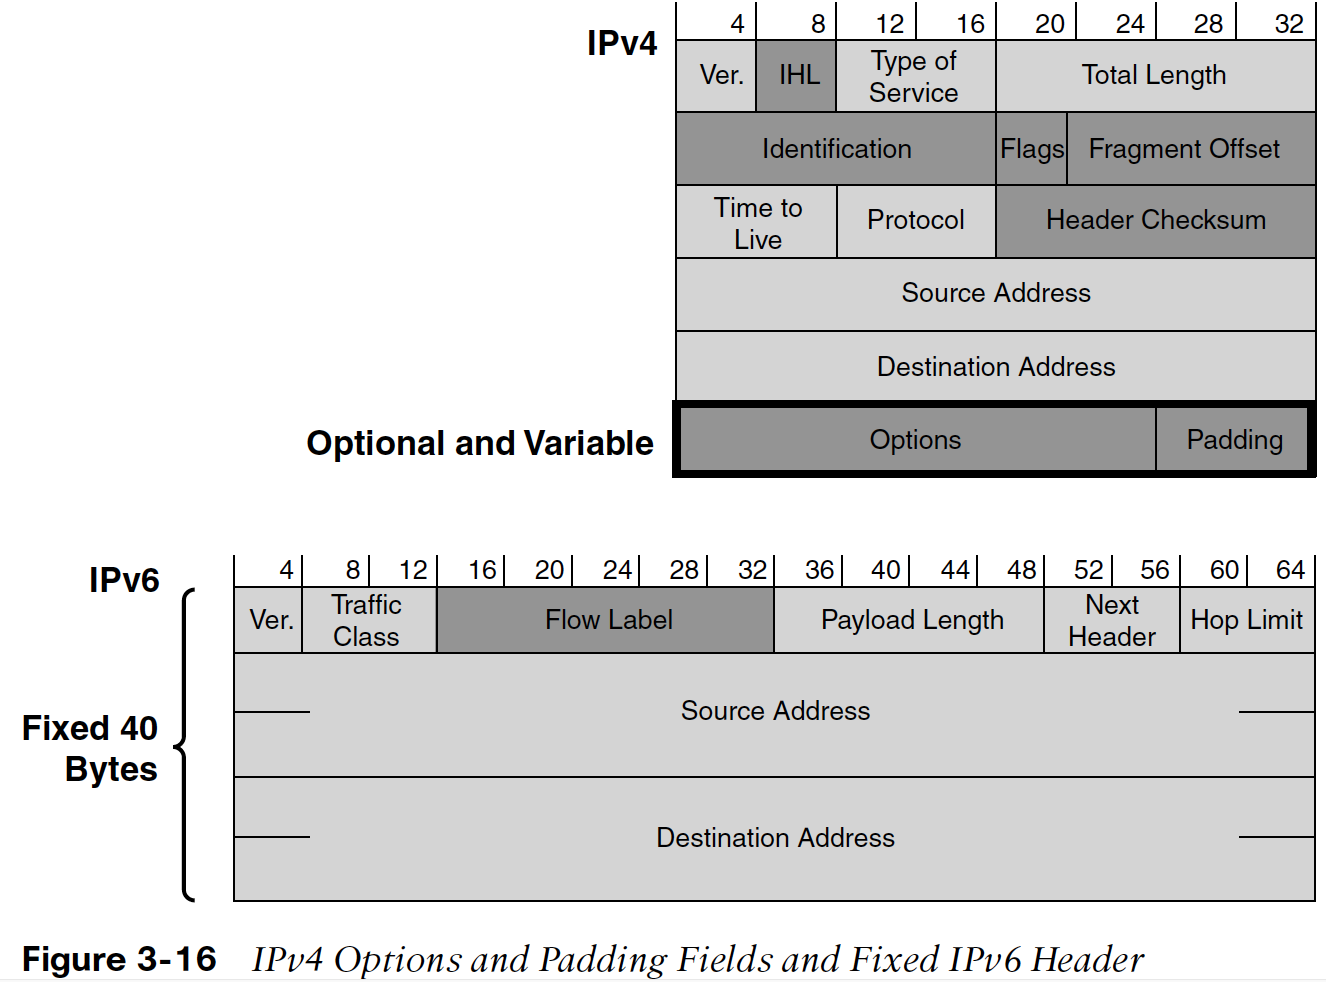 IPv4
4 8 12 16 20 24 28 32
Ver. IHL Type of Service Total Length
Identification Flags Fragment Offset
Time to Live Protocol Header Checksum
Source Address
Destination Address
Optional and Variable Options Padding
IPv6
4 8 12 16 20 24 28 32 36 40 44 48 52 56 60 64
Ver. Traffic Class Flow Label Payload Length Next Header Hop Limit
Fixed 40
Bytes
Source Address
Destination Address
Figure 3-16 IPv4 Options and Padding Fields and Fixed IPv6 Header